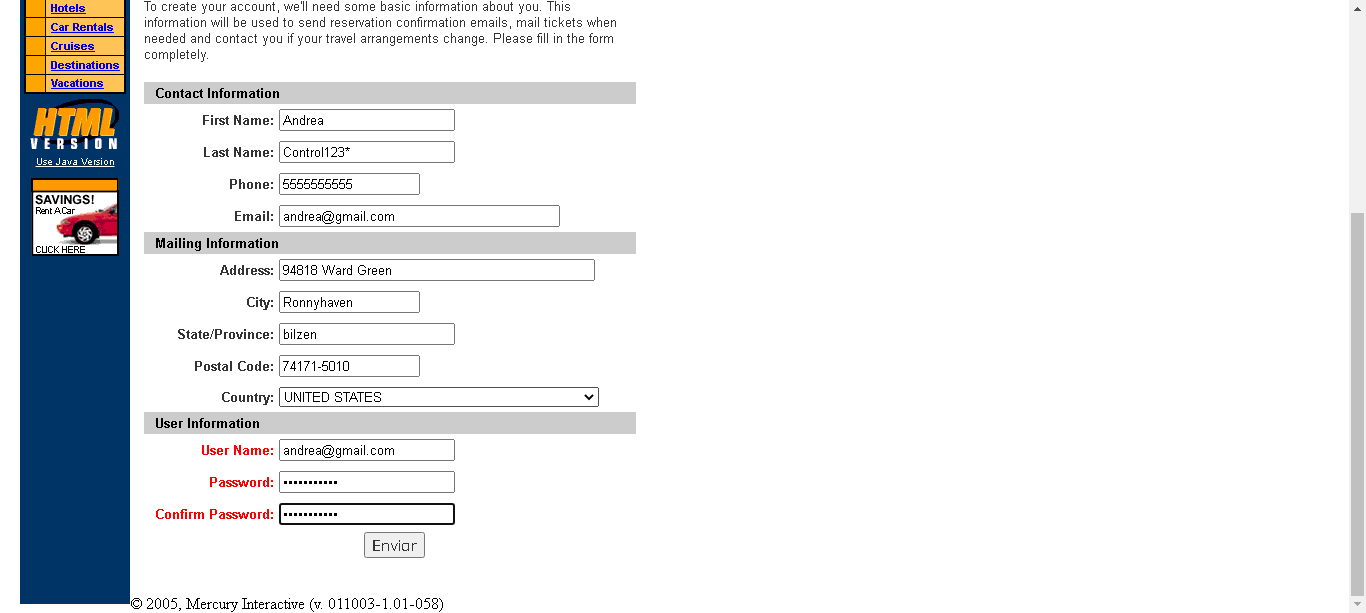 Hotels
Car Rentals
Cruises
Destinations
Vacations
HTML
VERSION
Use Java Version
SAVINGS!
Rent A Car
CLICK HERE
To create your account, we'll need some basic information about you. This
information will be used to send reservation confirmation emails, mail tickets when
needed and contact you if your travel arrangements change. Please fill in the form
completely.
Contact Information
First Name: Andrea
Last Name: Control123*
Phone: 5555555555
Email: andrea@gmail.com
Mailing Information
Address: 94818 Ward Green
City: Ronnyhaven
State/Province: bilzen
Postal Code: 74171-5010
Country: UNITED STATES
User Information
User Name: andrea@gmail.com
Password: •••••••••••
Confirm Password: •••••••••••
Enviar
© 2005, Mercury Interactive (v. 011003-1.01-058)